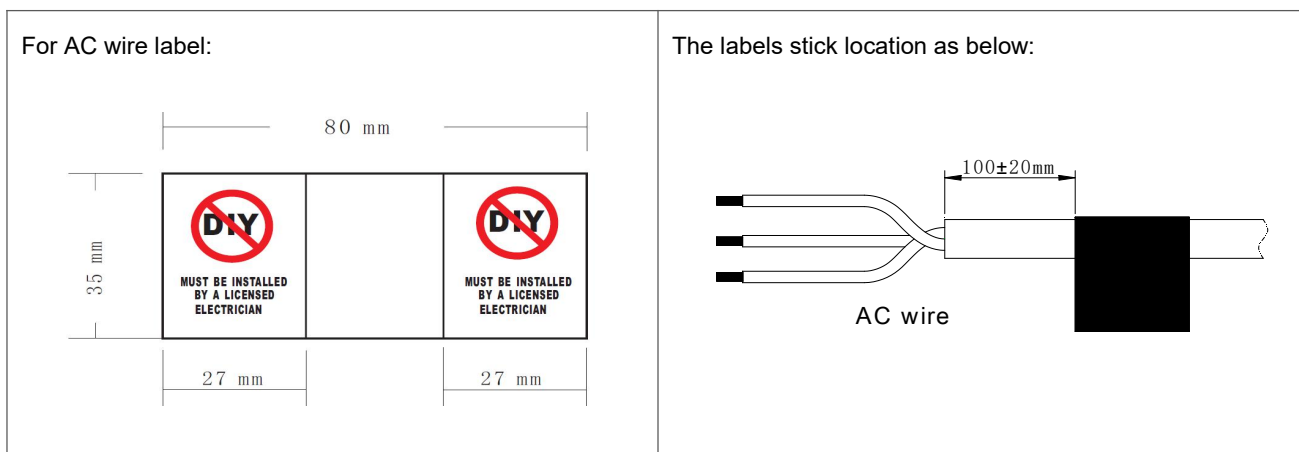 For AC wire label:
80 mm
35 mm
DIY
MUST BE INSTALLED
BY A LICENSED
ELECTRICIAN
DIY
MUST BE INSTALLED
BY A LICENSED
ELECTRICIAN
27 mm
27 mm
The labels stick location as below:
100±20mm
AC wire